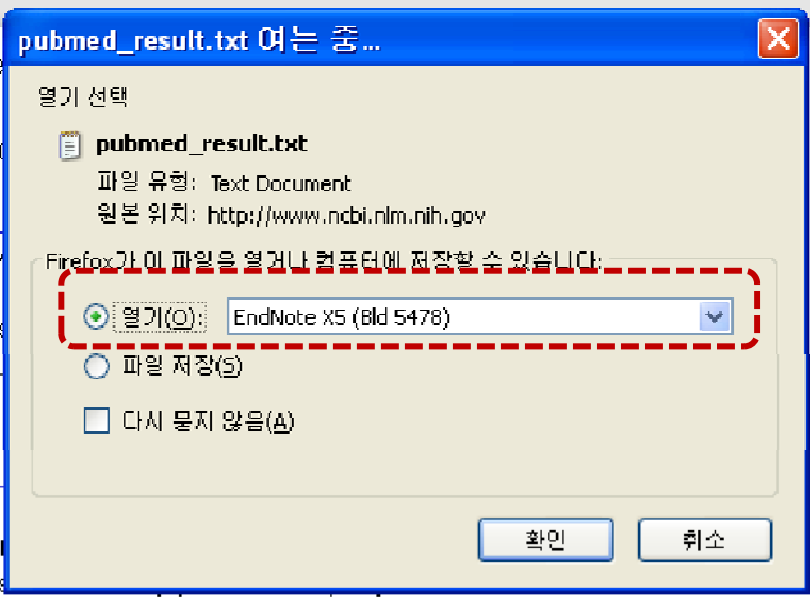 pubmed_result.txt 여는 중...
열기 선택
pubmed_result.txt
파일 유형: Text Document
원본 위치: http://www.ncbi.nlm.nih.gov
Firefox가 이 파일을 열거나 컴퓨터에 저장할 수 있습니다:
열기(O): EndNote X5 (Bld 5478)
파일 저장(S)
다시 묻지 않음(A)
확인 취소